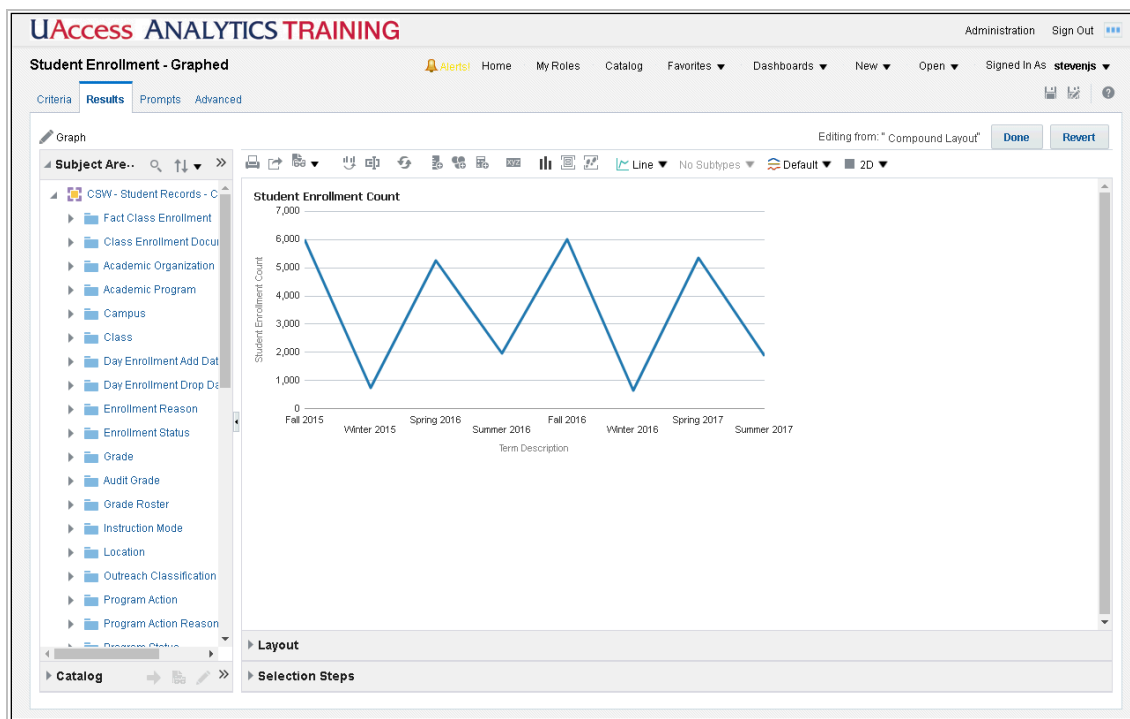 UACCESS ANALYTICS TRAINING
Administration Sign Out
Student Enrollment - Graphed
Alerts! Home My Roles Catalog Favorites Dashboards New Open Signed In As stevenjs
Criteria Results Prompts Advanced
Graph
Editing from: "Compound Layout" Done Revert
Subject Are..
Line No Subtypes Default 2D
CSW - Student Records - C
Fact Class Enrollment
Class Enrollment Docu
Academic Organization
Academic Program
Campus
Class
Day Enrollment Add Dat
Day Enrollment Drop Da
Enrollment Reason
Enrollment Status
Grade
Audit Grade
Grade Roster
Instruction Mode
Location
Outreach Classification
Program Action
Program Action Reason
Program Status
Catalog
Student Enrollment Count
7,000
6,000
5,000
4,000
3,000
2,000
1,000
0
Student Enrollment Count
Fall 2015 Winter 2015 Spring 2016 Summer 2016 Fall 2016 Winter 2016 Spring 2017 Summer 2017
Term Description
Layout
Selection Steps